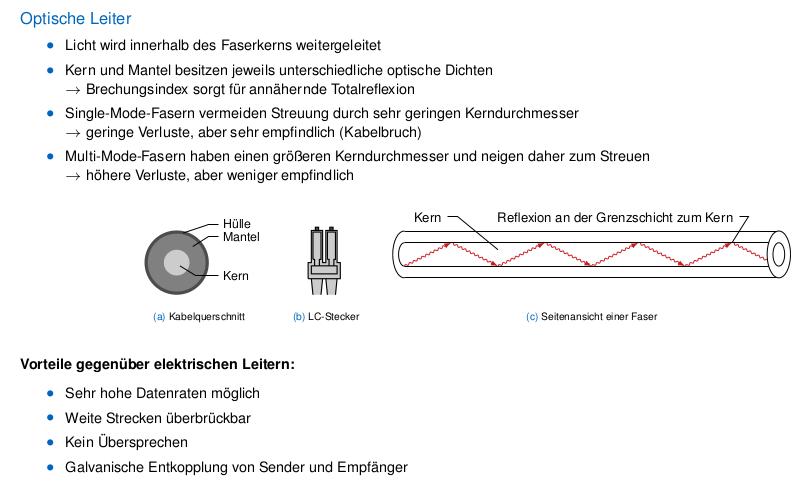 Optische Leiter
• Licht wird innerhalb des Faserkerns weitergeleitet
• Kern und Mantel besitzen jeweils unterschiedliche optische Dichten
→ Brechungsindex sorgt für annähernde Totalreflexion
• Single-Mode-Fasern vermeiden Streuung durch sehr geringen Kerndurchmesser
→ geringe Verluste, aber sehr empfindlich (Kabelbruch)
• Multi-Mode-Fasern haben einen größeren Kerndurchmesser und neigen daher zum Streuen
→ höhere Verluste, aber weniger empfindlich
Hülle
Mantel
Kern
(a) Kabelquerschnitt
(b) LC-Stecker
Kern
Reflexion an der Grenzschicht zum Kern
(c) Seitenansicht einer Faser
Vorteile gegenüber elektrischen Leitern:
• Sehr hohe Datenraten möglich
• Weite Strecken überbrückbar
• Kein Übersprechen
• Galvanische Entkopplung von Sender und Empfänger